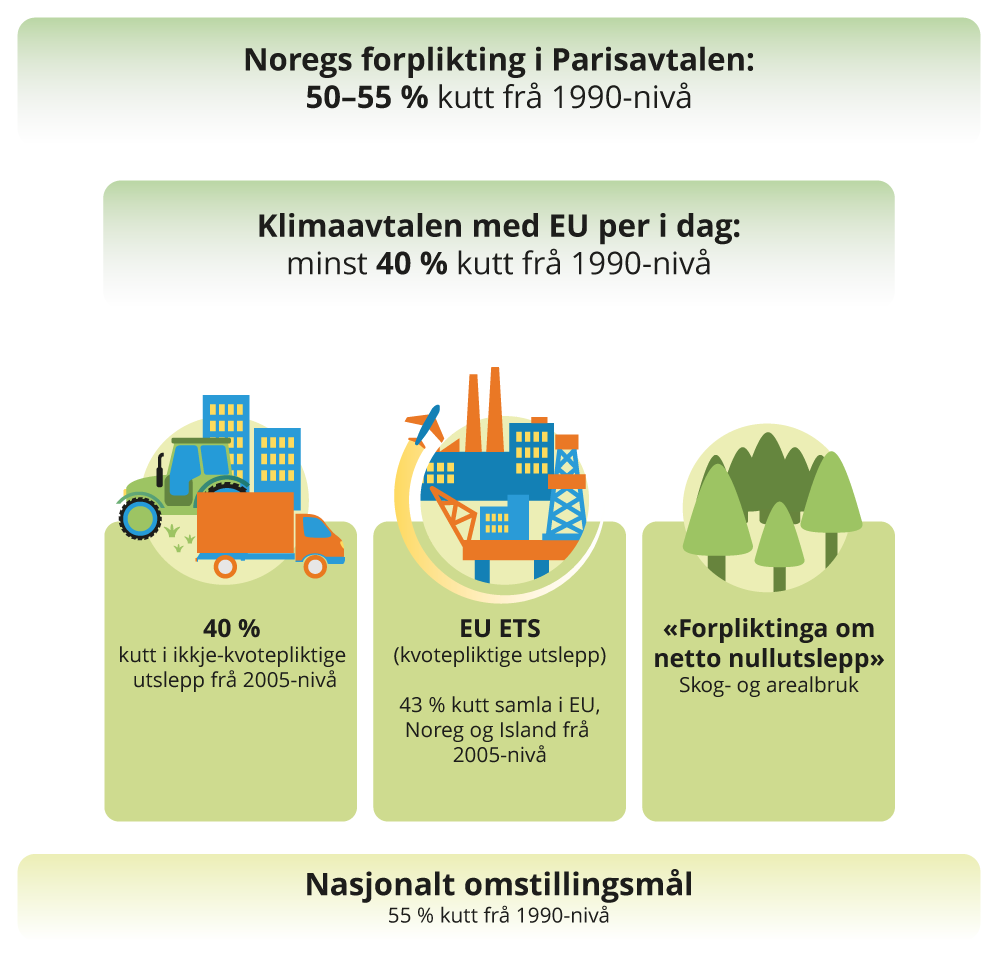 Noregs forplikting i Parisavtalen:
50–55 % kutt frå 1990-nivå
Klimaavtalen med EU per i dag:
minst 40 % kutt frå 1990-nivå
40 %
kutt i ikkje-kvotepliktige
utslepp frå 2005-nivå
EU ETS
(kvotepliktige utslepp)
43 % kutt samla i EU,
Noreg og Island frå
2005-nivå
«Forpliktinga om
netto nullutslepp»
Skog- og arealbruk
Nasjonalt omstillingsmål
55 % kutt frå 1990-nivå